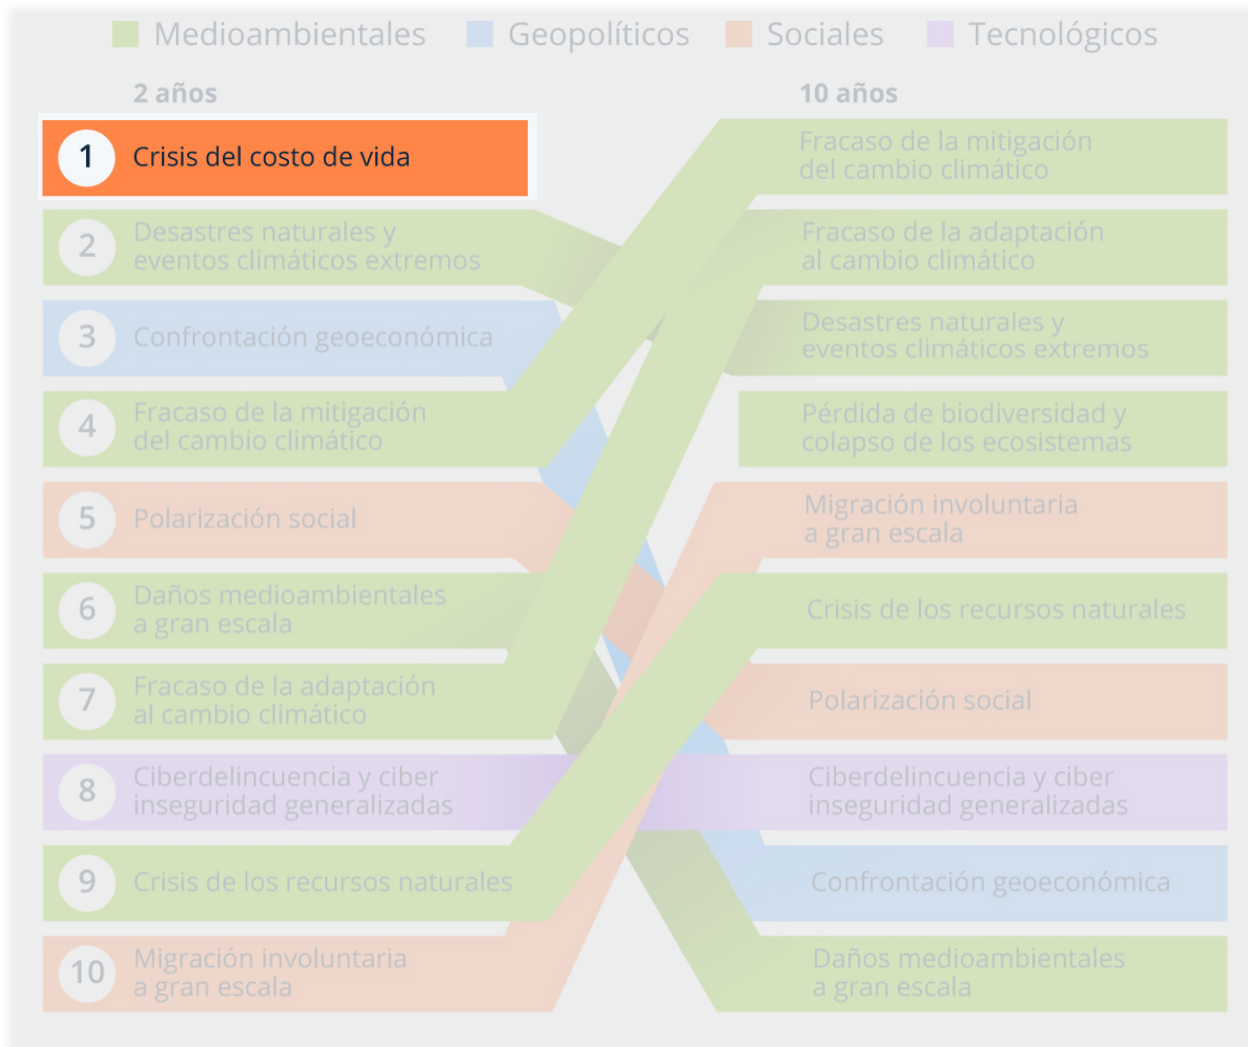 Medioambientales Geopolíticos Sociales Tecnológicos
2 años
1 Crisis del costo de vida
2 Desastres naturales y
eventos climáticos extremos
3 Confrontación geoeconómica
4 Fracaso de la mitigación
del cambio climático
5 Polarización social
6 Daños medioambientales
a gran escala
7 Fracaso de la adaptación
al cambio climático
8 Ciberdelincuencia y ciber
inseguridad generalizadas
9 Crisis de los recursos naturales
10 Migración involuntaria
a gran escala
10 años
Fracaso de la mitigación
del cambio climático
Fracaso de la adaptación
al cambio climático
Desastres naturales y
eventos climáticos extremos
Pérdida de biodiversidad y
colapso de los ecosistemas
Migración involuntaria
a gran escala
Crisis de los recursos naturales
Polarización social
Ciberdelincuencia y ciber
inseguridad generalizadas
Confrontación geoeconómica
Daños medioambientales
a gran escala